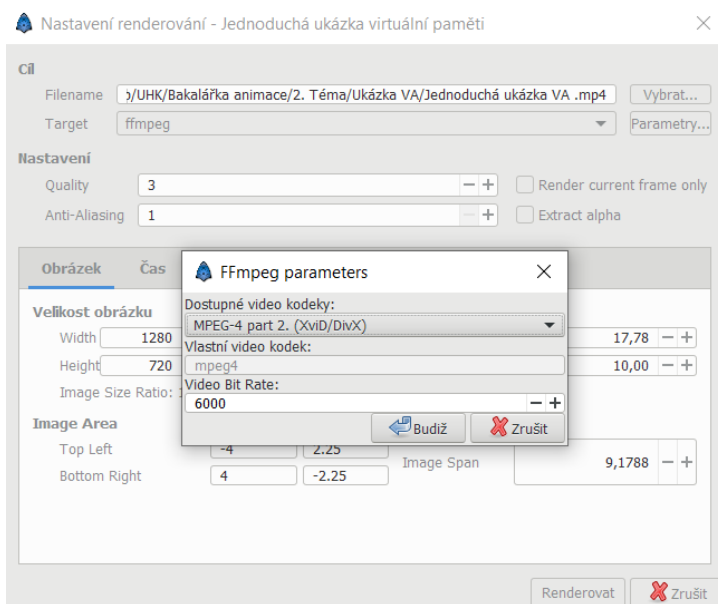 Nastavení renderování - Jednoduchá ukázka virtuální paměti
Cíl
Filename /UHK/Bakalářka animace/2. Téma/Ukázka VA/Jednoduchá ukázka VA .mp4 Vybrat...
Target ffmpeg Parametry...
Nastavení
Quality 3 Render current frame only
Anti-Aliasing 1 Extract alpha
Obrázek Čas
FFmpeg parameters
Dostupné video kodeky:
Velikost obrázku
MPEG-4 part 2. (XviD/DivX)
Width 1280 17,78
Vlastní video kodek:
Height 720 mpeg4 10,00
Video Bit Rate:
Image Size Ratio:
6000
Image Area
Budiž Zrušit
Top Left -4 2.25
Image Span 9,1788
Bottom Right 4 -2.25
Renderovat Zrušit